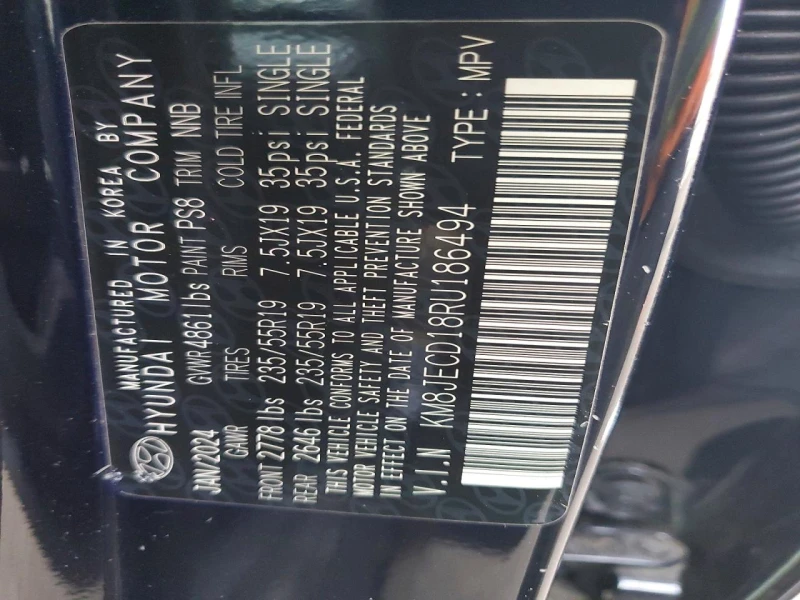 MANUFACTURED IN KOREA BY
HYUNDAI MOTOR COMPANY
JAN/2024 GVWR 4861 lbs PAINT PS8 TRIM NNB
GAWR TIRES RMS COLD TIRE INFL
FRONT 2778 lbs 235/55R19 7.5JX19 35psi SINGLE
REAR 2646 lbs 235/55R19 7.5JX19 35psi SINGLE
THIS VEHICLE CONFORMS TO ALL APPLICABLE U.S.A. FEDERAL
MOTOR VEHICLE SAFETY AND THEFT PREVENTION STANDARDS
IN EFFECT ON THE DATE OF MANUFACTURE SHOWN ABOVE
V.I.N KM8JECD18RU186494 TYPE : MPV